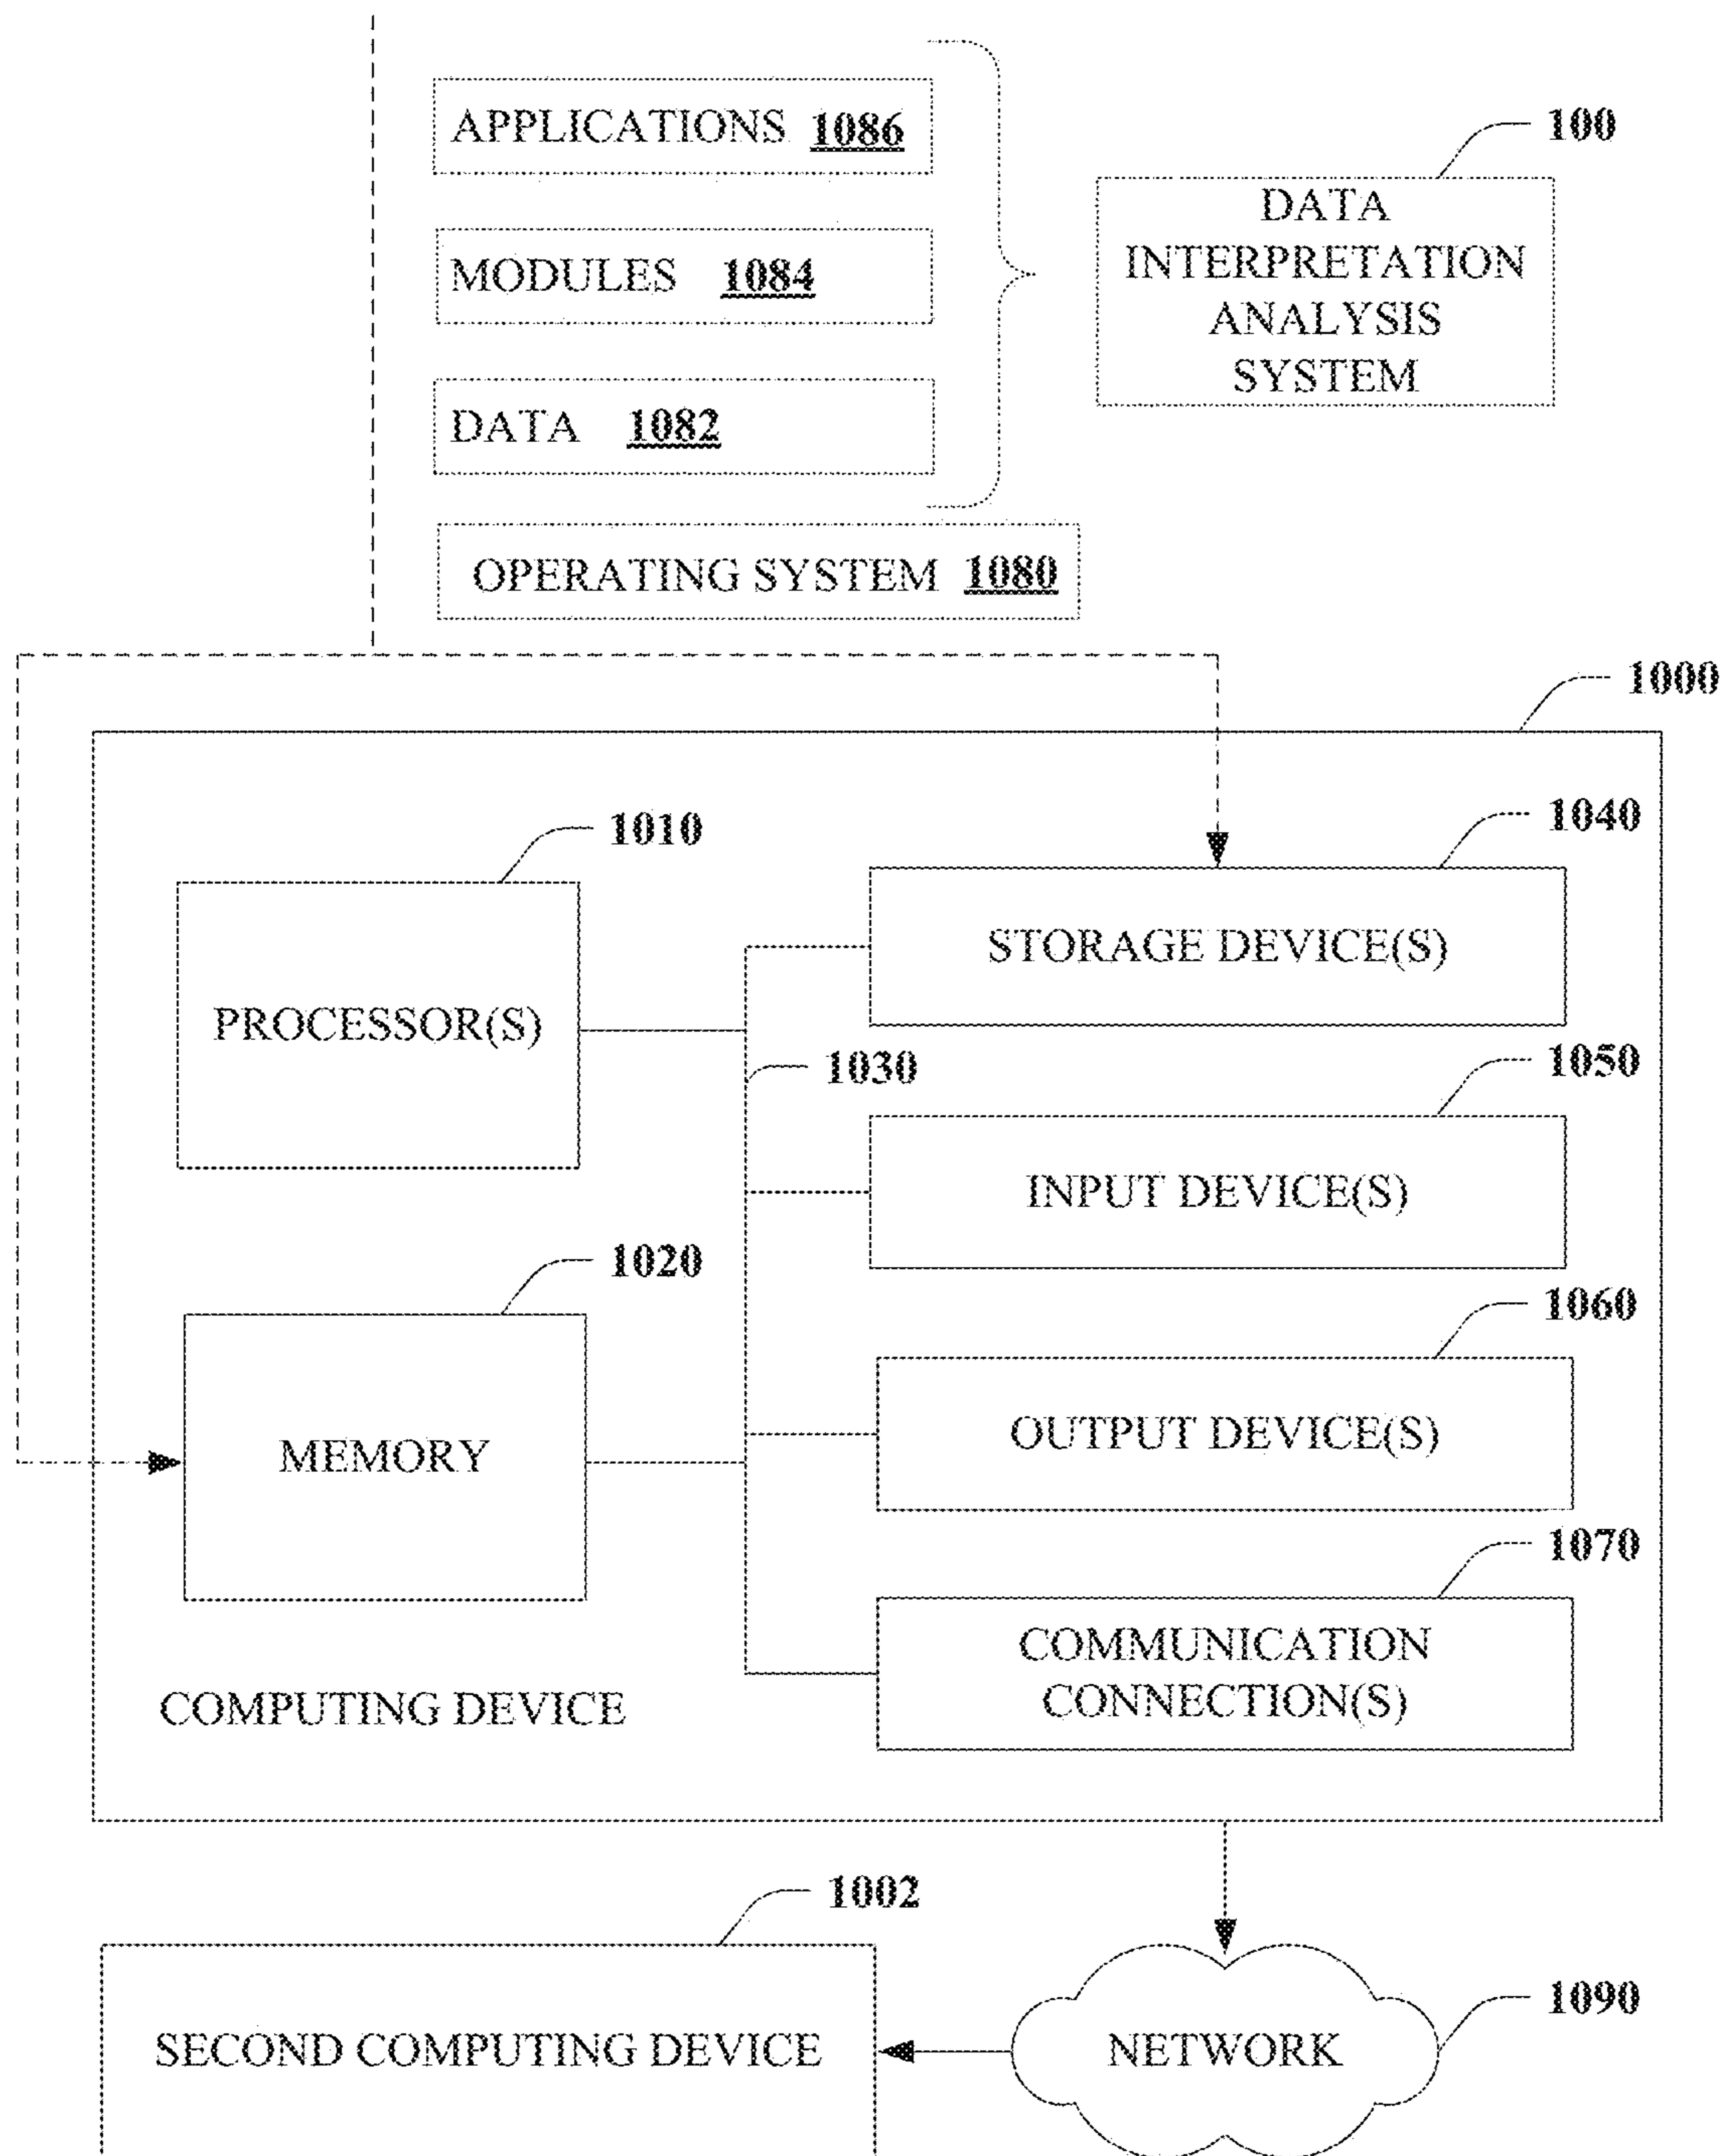 APPLICATIONS 1086
100
DATA
INTERPRETATION
ANALYSIS
SYSTEM
MODULES 1084
DATA 1082
OPERATING SYSTEM 1080
1000
1010
1040
PROCESSOR(S)
STORAGE DEVICE(S)
1030
1050
INPUT DEVICE(S)
1020
1060
MEMORY
OUTPUT DEVICE(S)
1070
COMMUNICATION
CONNECTION(S)
COMPUTING DEVICE
1002
1090
SECOND COMPUTING DEVICE
NETWORK